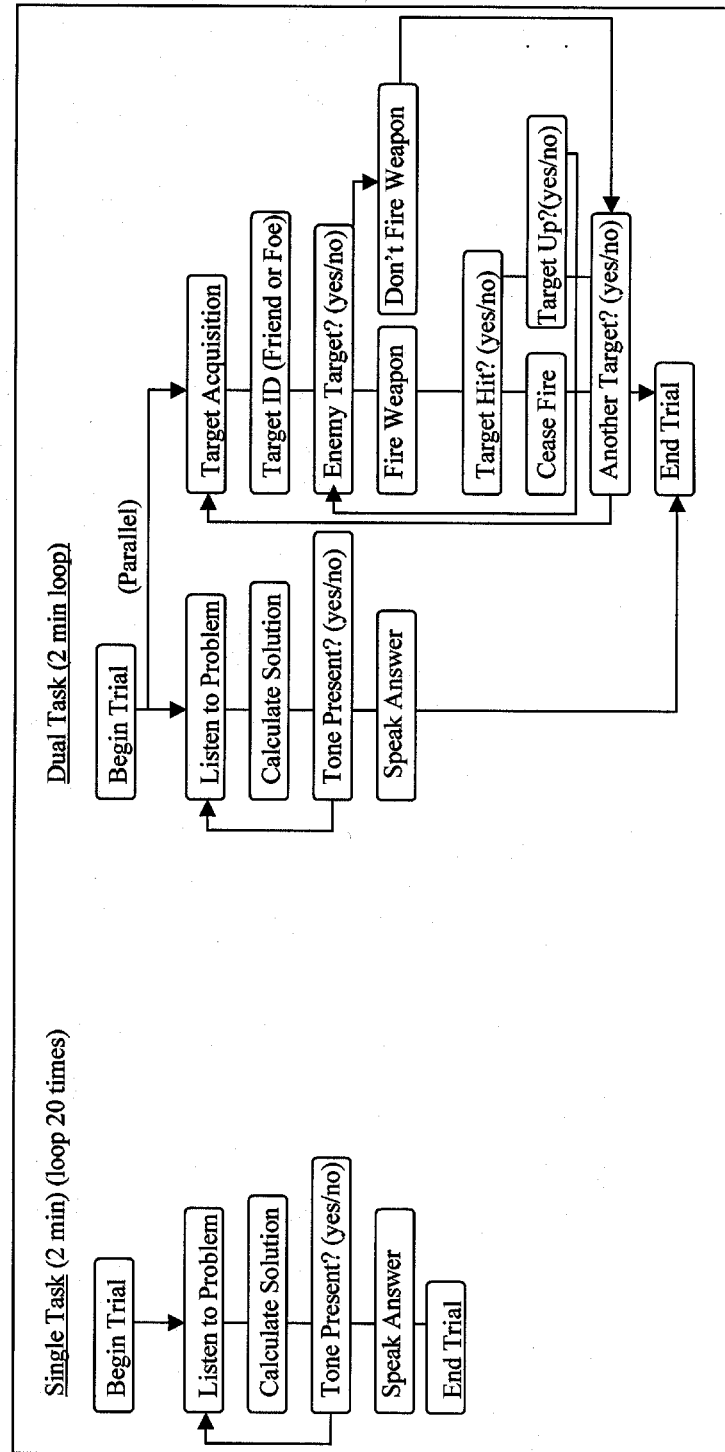 Single Task (2 min) (loop 20 times)
Begin Trial
Listen to Problem
Calculate Solution
Tone Present? (yes/no)
Speak Answer
End Trial
Dual Task (2 min loop)
Begin Trial
(Parallel)
Listen to Problem
Calculate Solution
Tone Present? (yes/no)
Speak Answer
Target Acquisition
Target ID (Friend or Foe)
Enemy Target? (yes/no)
Fire Weapon
Don't Fire Weapon
Target Hit? (yes/no)
Cease Fire
Target Up?(yes/no)
Another Target? (yes/no)
End Trial